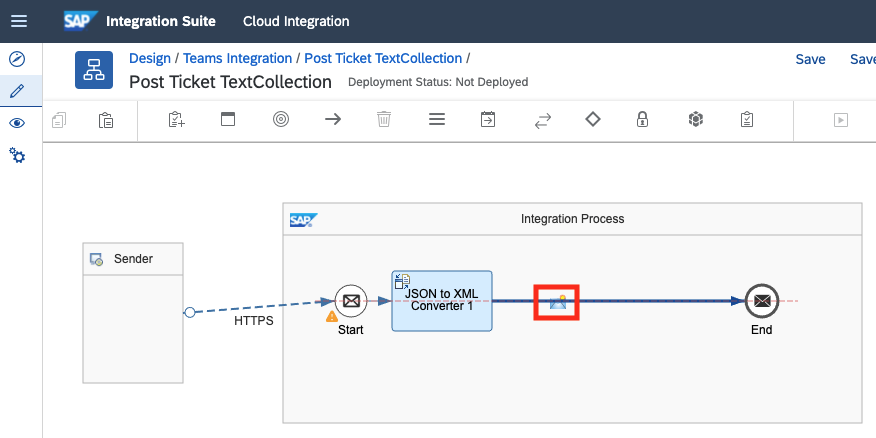 SAP Integration Suite Cloud Integration
Design / Teams Integration / Post Ticket TextCollection /
Save Save
Post Ticket TextCollection Deployment Status: Not Deployed
SAP Integration Process
Sender
HTTPS
Start
JSON to XML
Converter 1
End